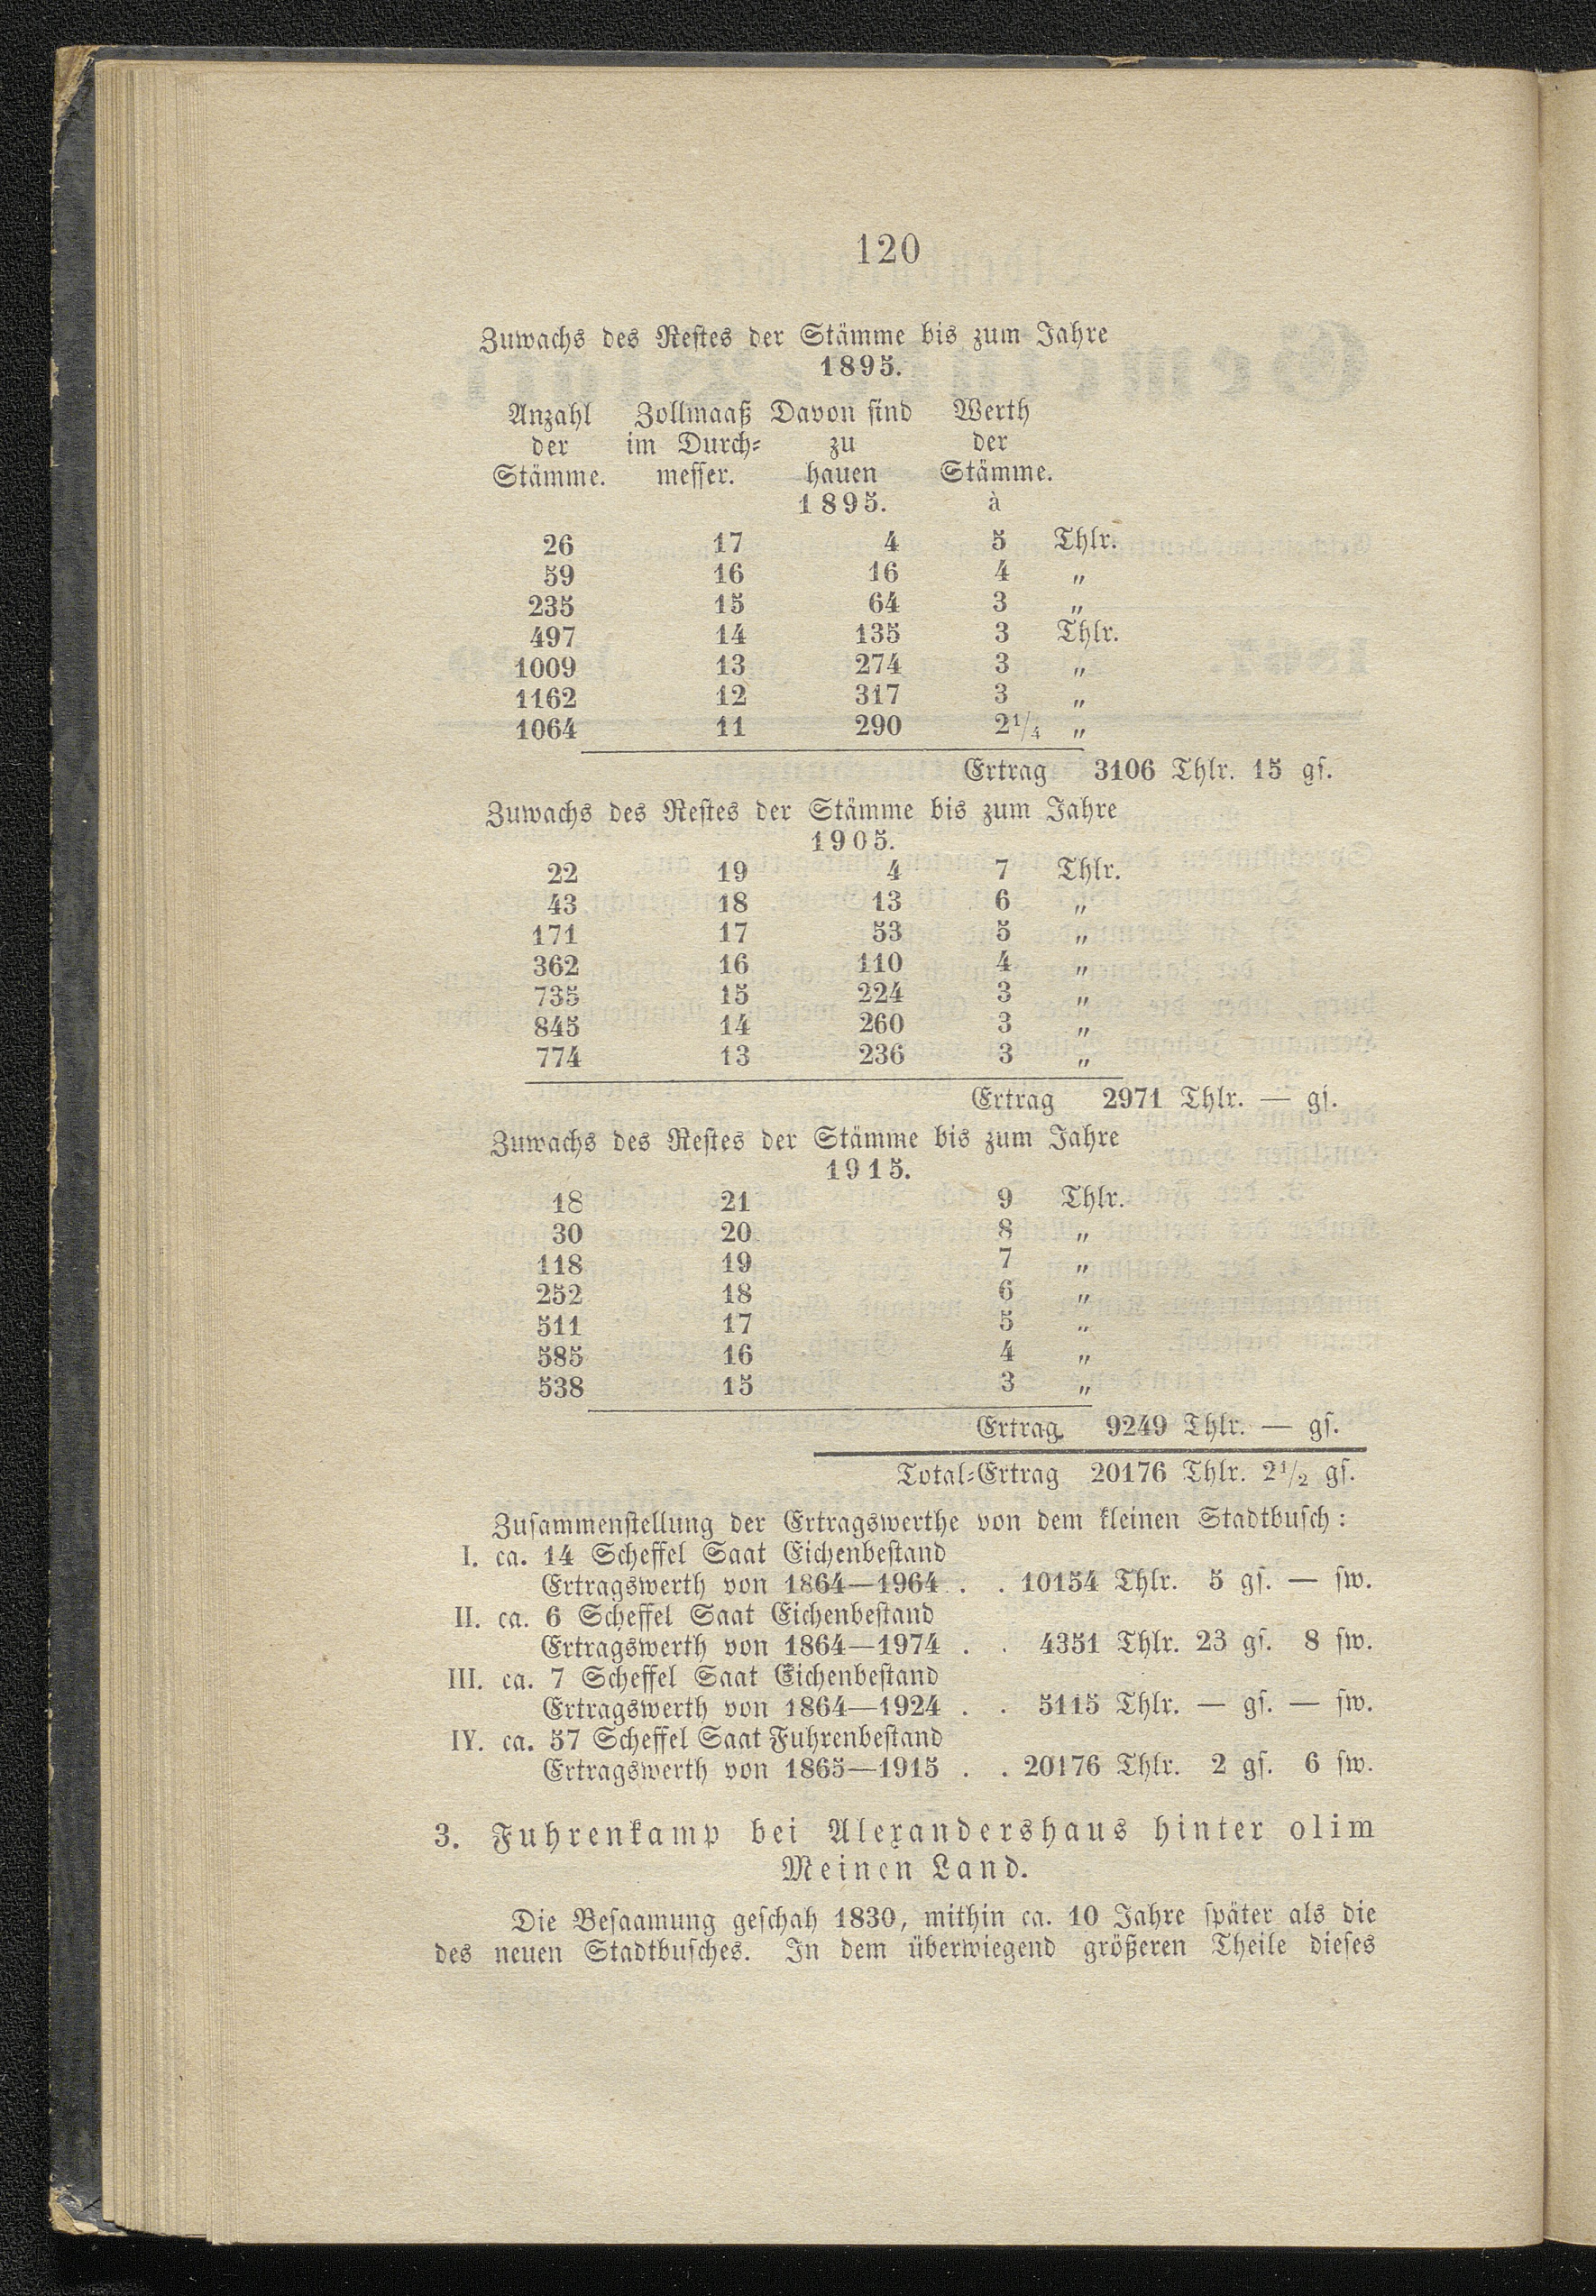 120
Zuwachs des Restes der Stämme bis zum Jahre
1895.
Anzahl Zollmaaß Davon sind Werth
der im Durch= zu der
Stämme. messer. hauen Stämme.
1895. à
26 17 4 5 Thlr.
59 16 16 4 „
235 15 64 3 „
497 14 135 3 Thlr.
1009 13 274 3 „
1162 12 317 3 „
1064 11 290 2¹/₄ „
Ertrag 3106 Thlr. 15 gs.
Zuwachs des Restes der Stämme bis zum Jahre
1905.
22 19 4 7 Thlr.
43 18 13 6 „
171 17 53 5 „
362 16 110 4 „
735 15 224 3 „
845 14 260 3 „
774 13 236 3 „
Ertrag 2971 Thlr. — gs.
Zuwachs des Restes der Stämme bis zum Jahre
1915.
18 21 9 Thlr.
30 20 8 „
118 19 7 „
252 18 6 „
511 17 5 „
585 16 4 „
538 15 3 „
Ertrag 9249 Thlr. — gs.
Total=Ertrag 20176 Thlr. 2¹/₂ gs.
Zusammenstellung der Ertragswerthe von dem kleinen Stadtbusch:
I. ca. 14 Scheffel Saat Eichenbestand
Ertragswerth von 1864—1964 . . 10154 Thlr. 5 gs. — sw.
II. ca. 6 Scheffel Saat Eichenbestand
Ertragswerth von 1864—1974 . . 4351 Thlr. 23 gs. 8 sw.
III. ca. 7 Scheffel Saat Eichenbestand
Ertragswerth von 1864—1924 . . 5115 Thlr. — gs. — sw.
IV. ca. 57 Scheffel Saat Fuhrenbestand
Ertragswerth von 1865—1915 . . 20176 Thlr. 2 gs. 6 sw.
3. Fuhrenkamp bei Alexandershaus hinter olim
Meinen Land.
Die Besaamung geschah 1830, mithin ca. 10 Jahre später als die
des neuen Stadtbusches. In dem überwiegend größeren Theile dieses